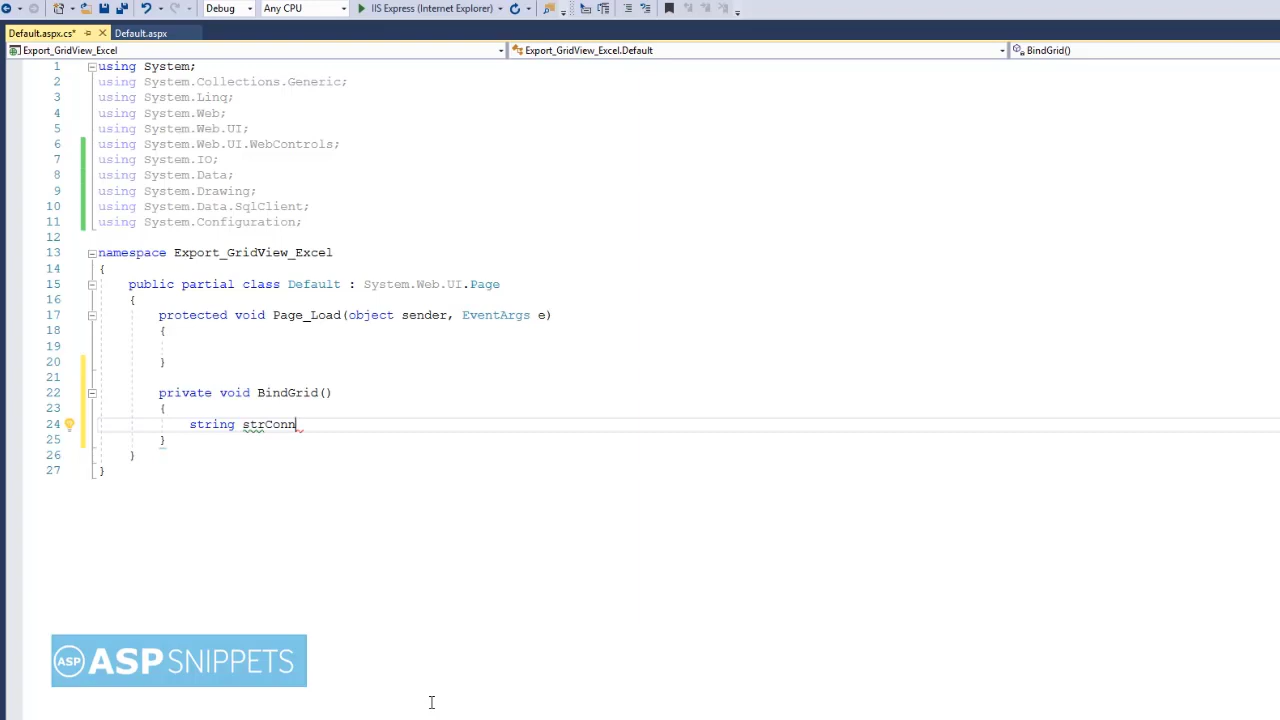 Debug Any CPU IIS Express (Internet Explorer)
Default.aspx.cs* Default.aspx
Export_GridView_Excel Export_GridView_Excel.Default BindGrid()
1 using System;
2 using System.Collections.Generic;
3 using System.Linq;
4 using System.Web;
5 using System.Web.UI;
6 using System.Web.UI.WebControls;
7 using System.IO;
8 using System.Data;
9 using System.Drawing;
10 using System.Data.SqlClient;
11 using System.Configuration;
12
13 namespace Export_GridView_Excel
14 {
15 public partial class Default : System.Web.UI.Page
16 {
17 protected void Page_Load(object sender, EventArgs e)
18 {
19
20 }
21
22 private void BindGrid()
23 {
24 string strConn
25 }
26 }
27 }
ASP ASPSNIPPETS